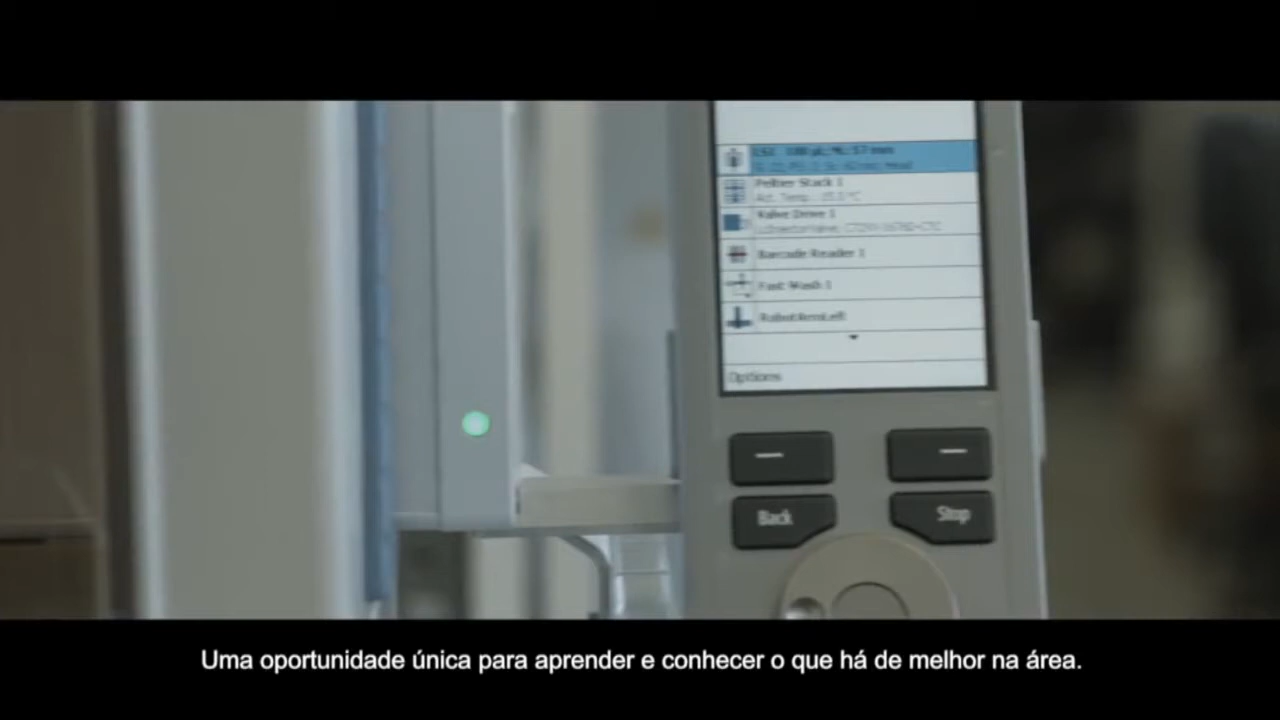 Peltier Stack 1
Valve Drive 1
Barcode Reader 1
Fast Wash 1
RobotArmLeft
Options
Back
Stop
Uma oportunidade única para aprender e conhecer o que há de melhor na área.